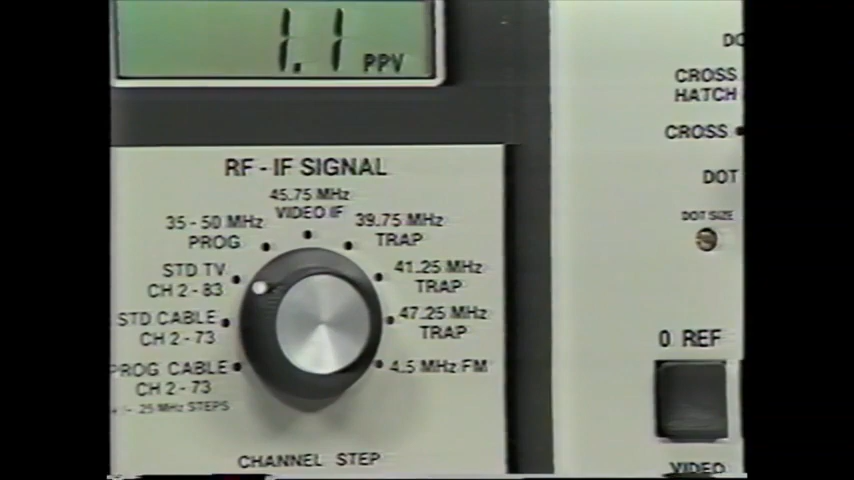 1.1 PPV
RF - IF SIGNAL
45.75 MHz
VIDEO IF
35 - 50 MHz
PROG
39.75 MHz
TRAP
STD TV
CH 2 - 83
41.25 MHz
TRAP
STD CABLE
CH 2 - 73
47.25 MHz
TRAP
PROG CABLE
CH 2 - 73
+/- .25 MHz STEPS
4.5 MHz FM
CHANNEL STEP
CROSS
HATCH
CROSS
DOT
DOT SIZE
0 REF
VIDEO